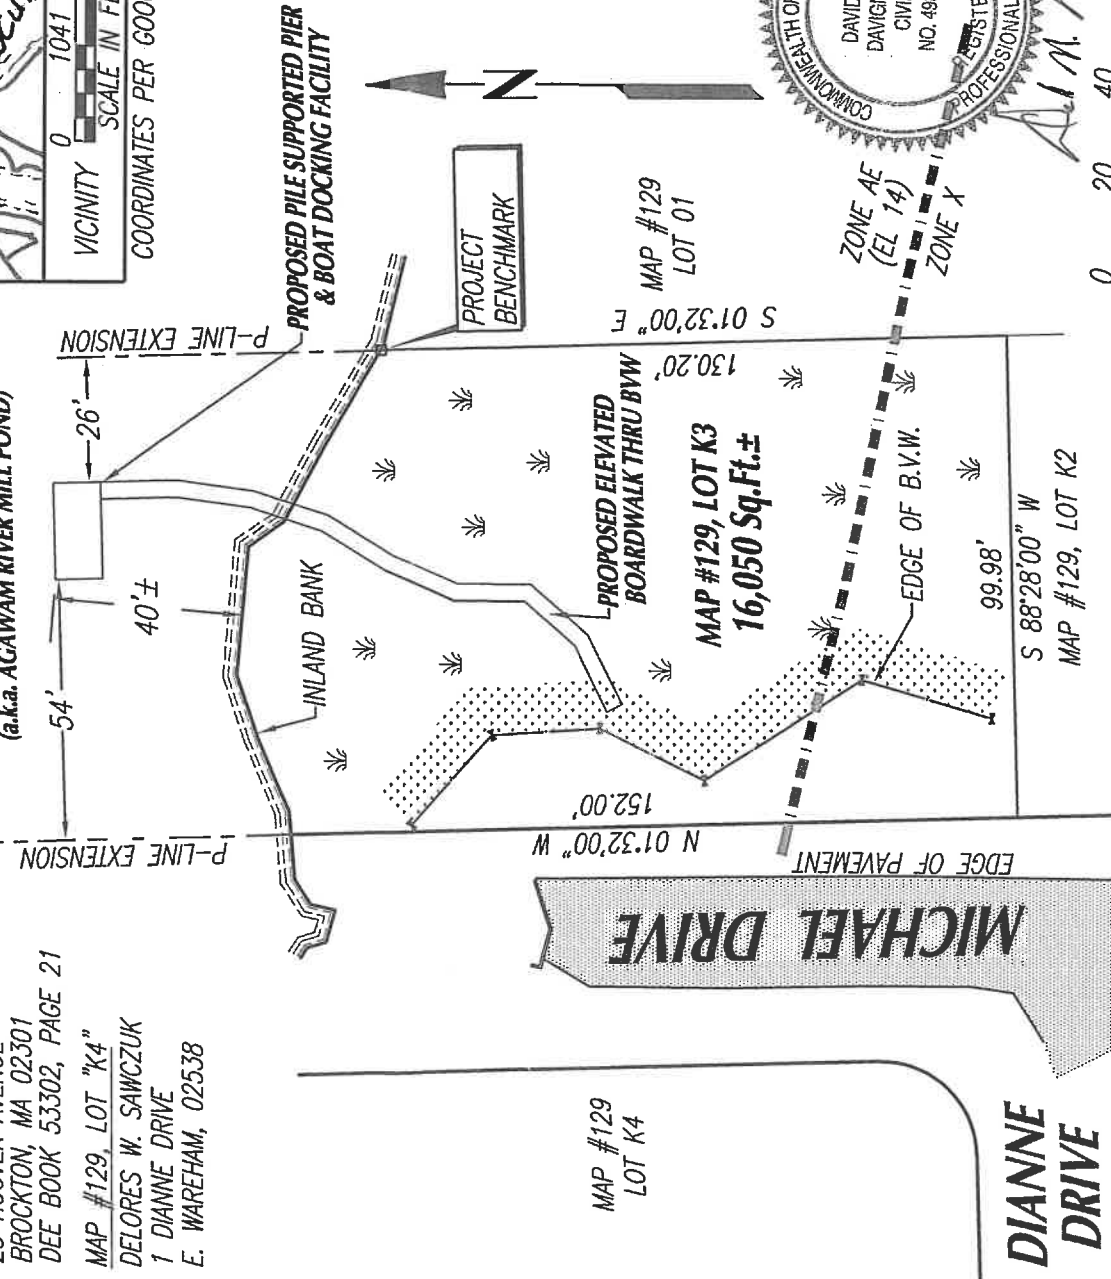 BROCKTON, MA 02301
DEE BOOK 53302, PAGE 21
MAP #129, LOT "K4"
DELORES W. SAWCZUK
1 DIANNE DRIVE
E. WAREHAM, 02538
(a.k.a. AGAWAM RIVER MILL POND)
VICINITY
0 1041
SCALE IN
COORDINATES PER
P-LINE EXTENSION
P-LINE EXTENSION
54'
26'
40'±
PROPOSED PILE SUPPORTED PIER
& BOAT DOCKING FACILITY
N
INLAND BANK
PROJECT
BENCHMARK
PROPOSED ELEVATED
BOARDWALK THRU BVW
S 01°32'00" E
130.20'
MAP #129
LOT 01
MAP #129, LOT K3
16,050 Sq.Ft.±
N 01°32'00" W
152.00'
EDGE OF PAVEMENT
MICHAEL DRIVE
MAP #129
LOT K4
ZONE AE
(EL 14)
ZONE X
EDGE OF B.V.W.
99.98'
S 88°28'00" W
MAP #129, LOT K2
DIANNE
DRIVE
COMMONWEALTH
DAVID
CIVI
NO. 49
PROFESSIONAL
0 20 40